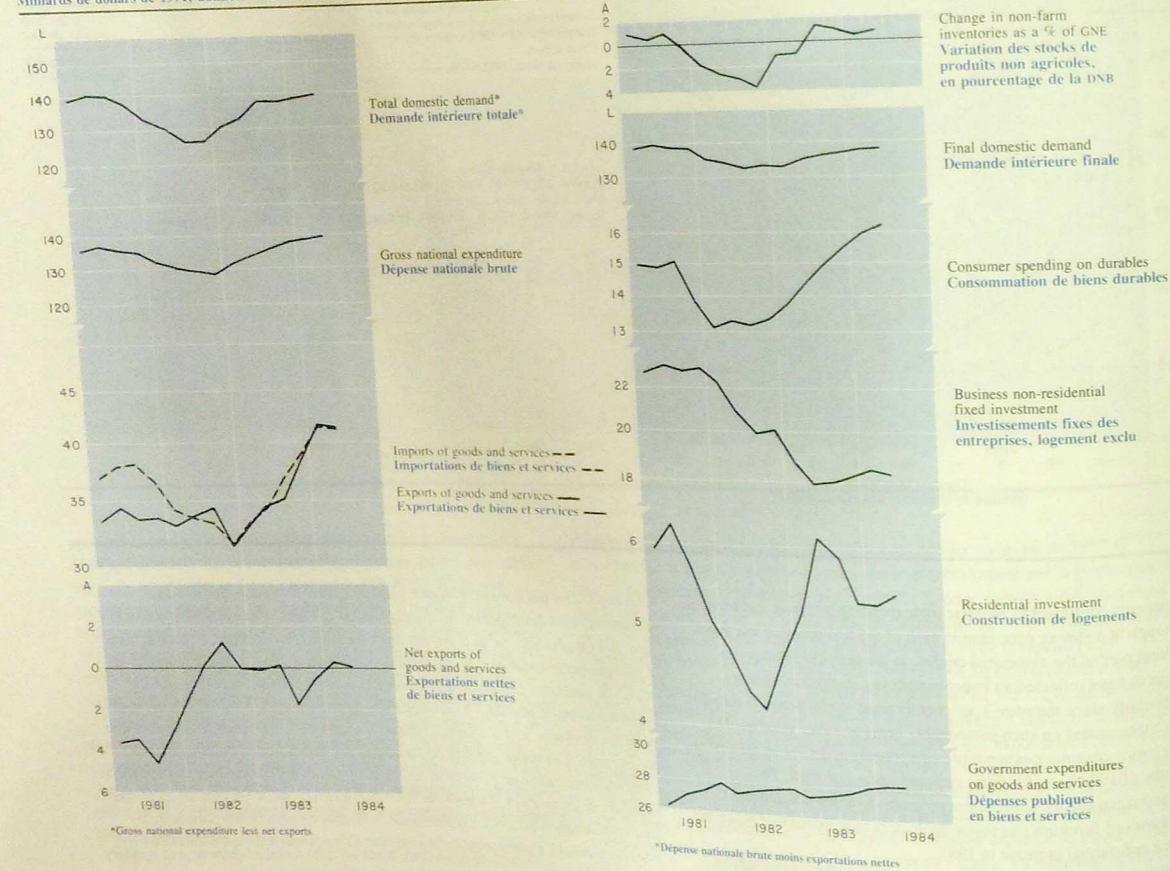 Milliards de dollars de 1971,
L
150
140
130
120
Total domestic demand*
Demande intérieure totale*
140
130
120
Gross national expenditure
Dépense nationale brute
45
40
35
30
Imports of goods and services
Importations de biens et services
Exports of goods and services
Exportations de biens et services
A
2
0
2
4
6
Net exports of
goods and services
Exportations nettes
de biens et services
1981 1982 1983 1984
*Gross national expenditure less net exports
A
2
0
2
4
Change in non-farm
inventories as a % of GNE
Variation des stocks de
produits non agricoles,
en pourcentage de la DNB
L
140
130
Final domestic demand
Demande intérieure finale
16
15
14
13
Consumer spending on durables
Consommation de biens durables
22
20
18
Business non-residential
fixed investment
Investissements fixes des
entreprises, logement exclu
6
5
4
Residential investment
Construction de logements
30
28
26
Government expenditures
on goods and services
Dépenses publiques
en biens et services
1981 1982 1983 1984
*Dépense nationale brute moins exportations nettes